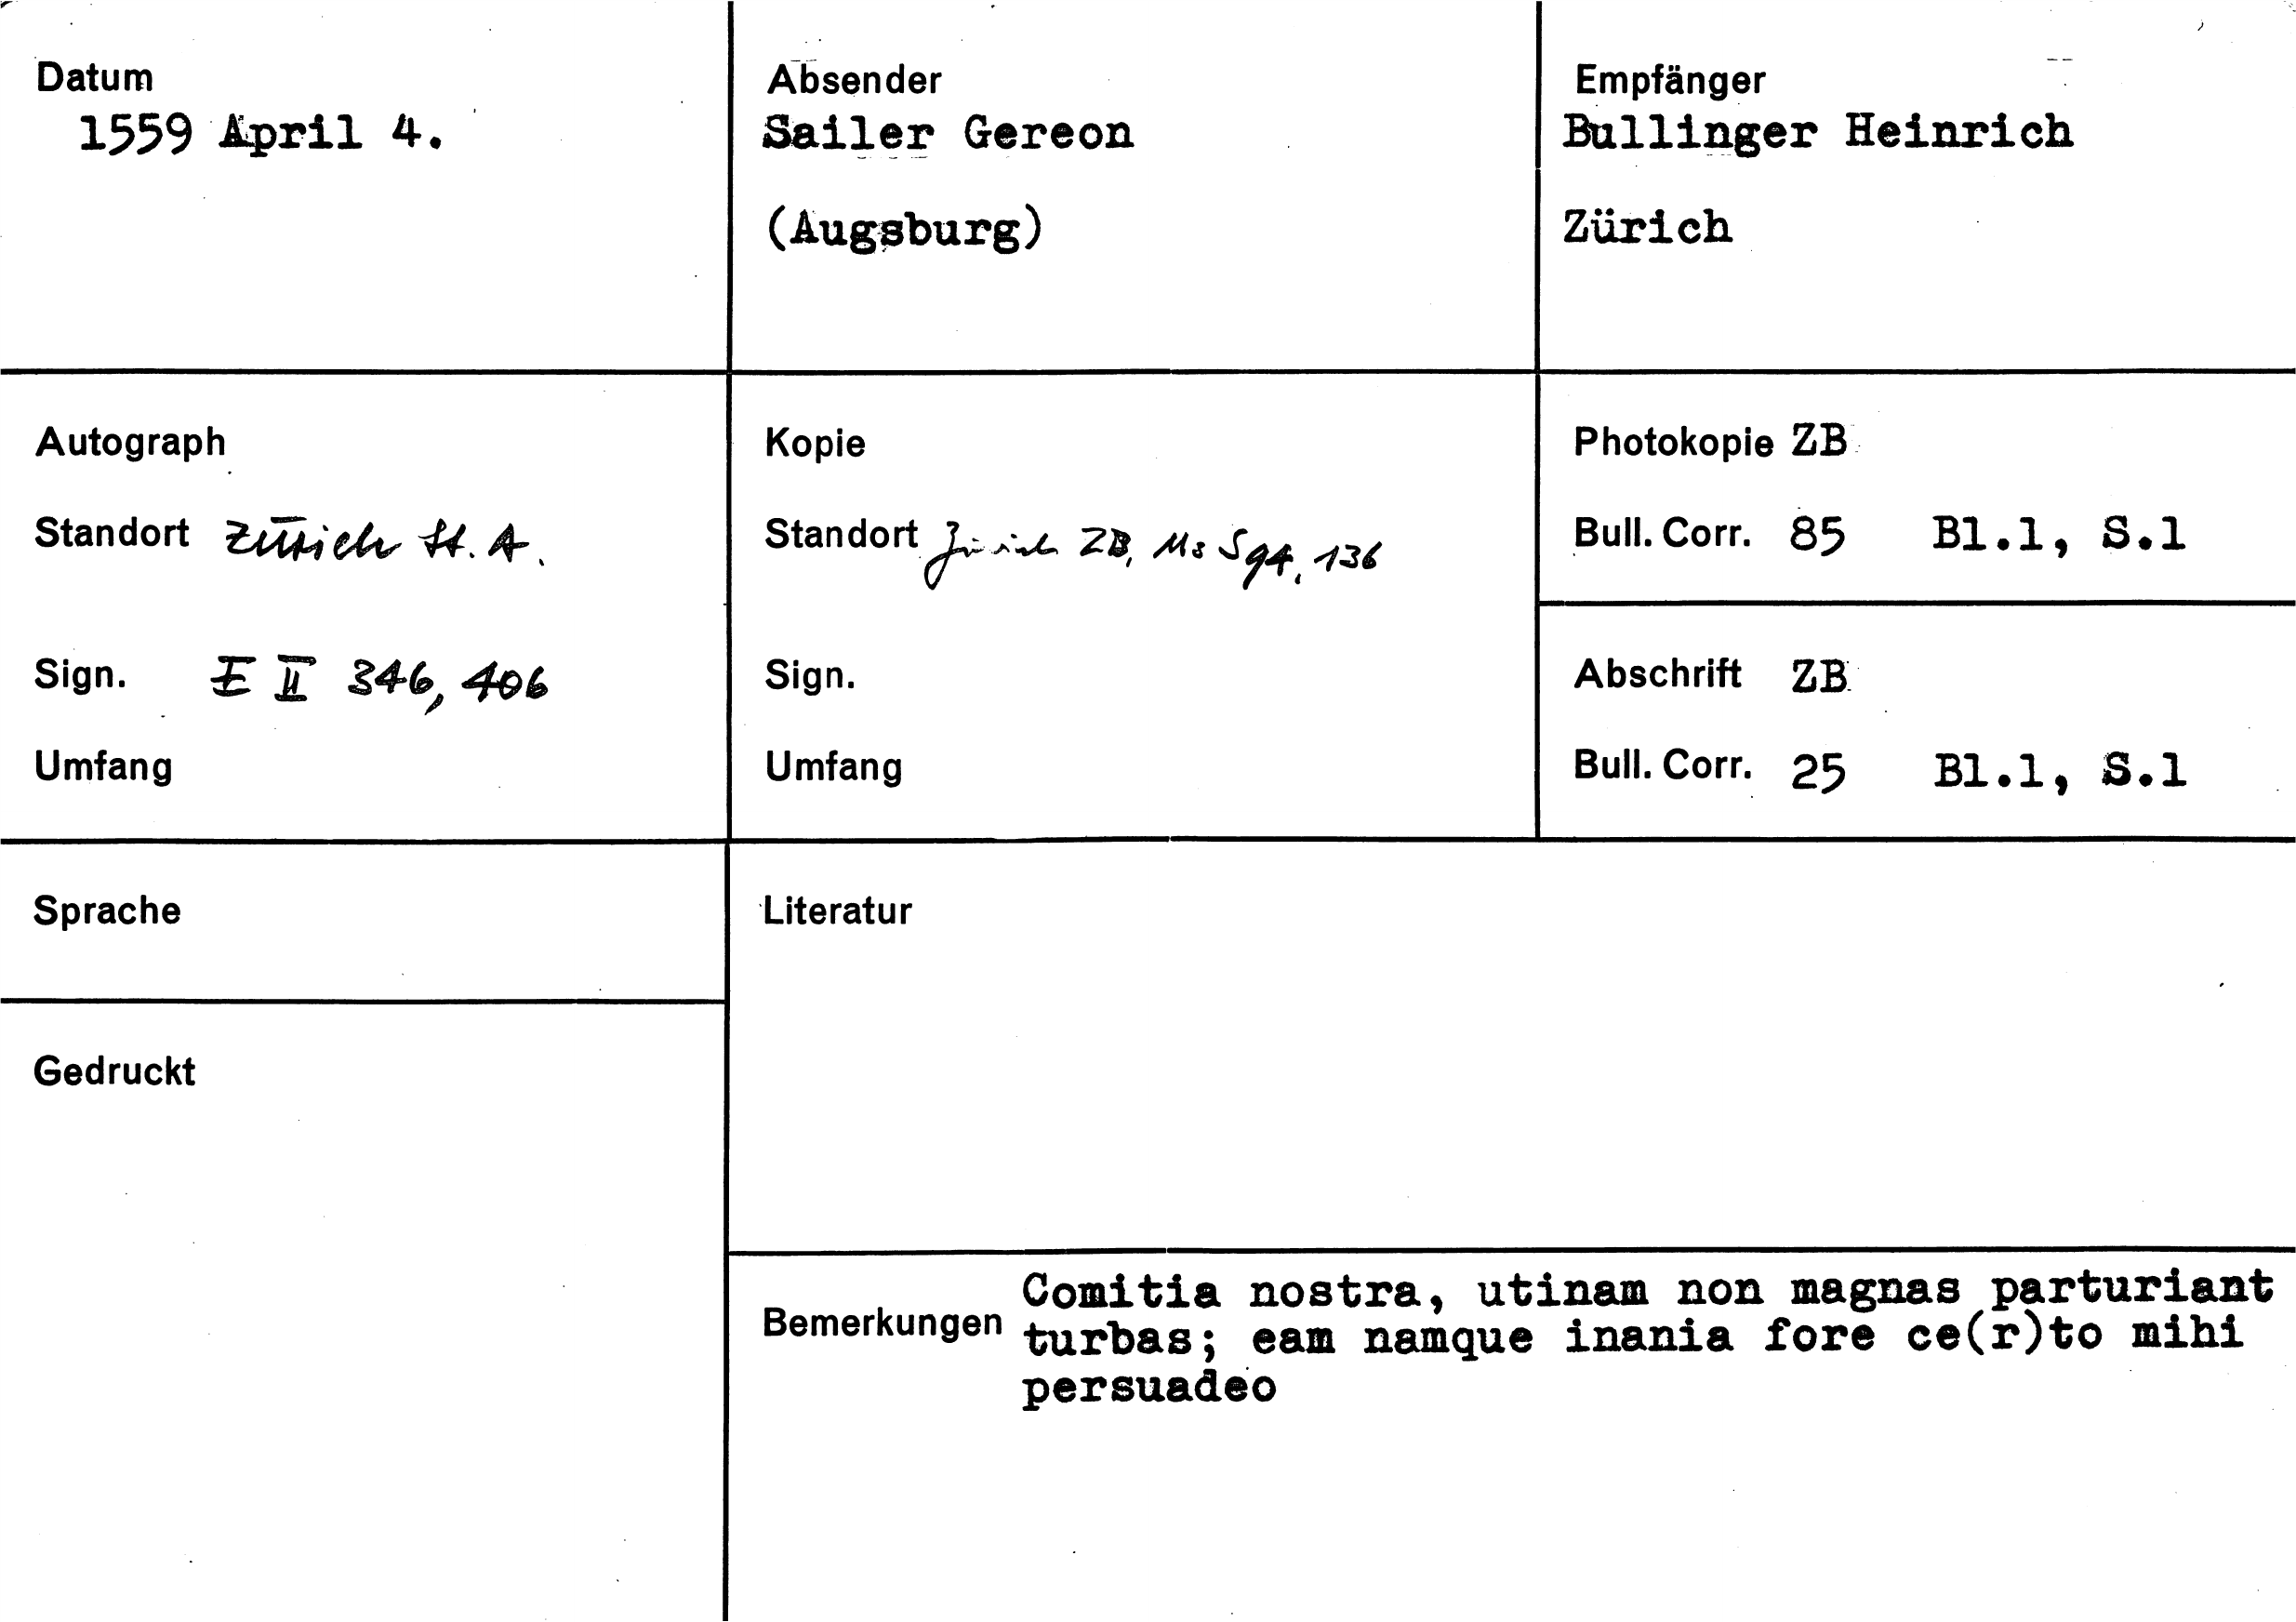 Datum
1559 April 4.
Absender
Sailer Gereon
(Augsburg)
Empfänger
Bullinger Heinrich
Zürich
Autograph
Standort Zürich St. A.
Sign. E II 346, 406
Umfang
Kopie
Standort Zürich ZB, Ms S 94, 136
Sign.
Umfang
Photokopie ZB
Bull. Corr. 85 Bl.1, S.1
Abschrift ZB
Bull. Corr. 25 Bl.1, S.1
Sprache
Literatur
Gedruckt
Bemerkungen
Comitia nostra, utinam non magnas parturiant
turbas; eam namque inania fore ce(r)to mihi
persuadeo